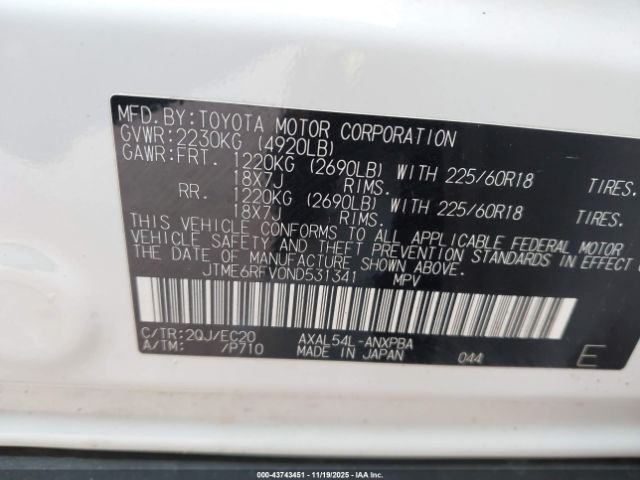 MFD. BY: TOYOTA MOTOR CORPORATION
GVWR: 2230KG (4920LB)
GAWR: FRT. 1220KG (2690LB) WITH 225/60R18 TIRES.
18X7J RIMS.
RR. 1220KG (2690LB) WITH 225/60R18 TIRES.
18X7J RIMS.
THIS VEHICLE CONFORMS TO ALL APPLICABLE FEDERAL MOTOR
VEHICLE SAFETY AND THEFT PREVENTION STANDARDS IN EFFECT
THE DATE OF MANUFACTURE SHOWN ABOVE.
JTME6RFV0ND531341 MPV
C/TR: 2QJ/EC20 AXAL54L-ANXPBA
A/TM: /P710 MADE IN JAPAN 044 E
000-43743451 - 11/19/2025 - IAA, Inc.